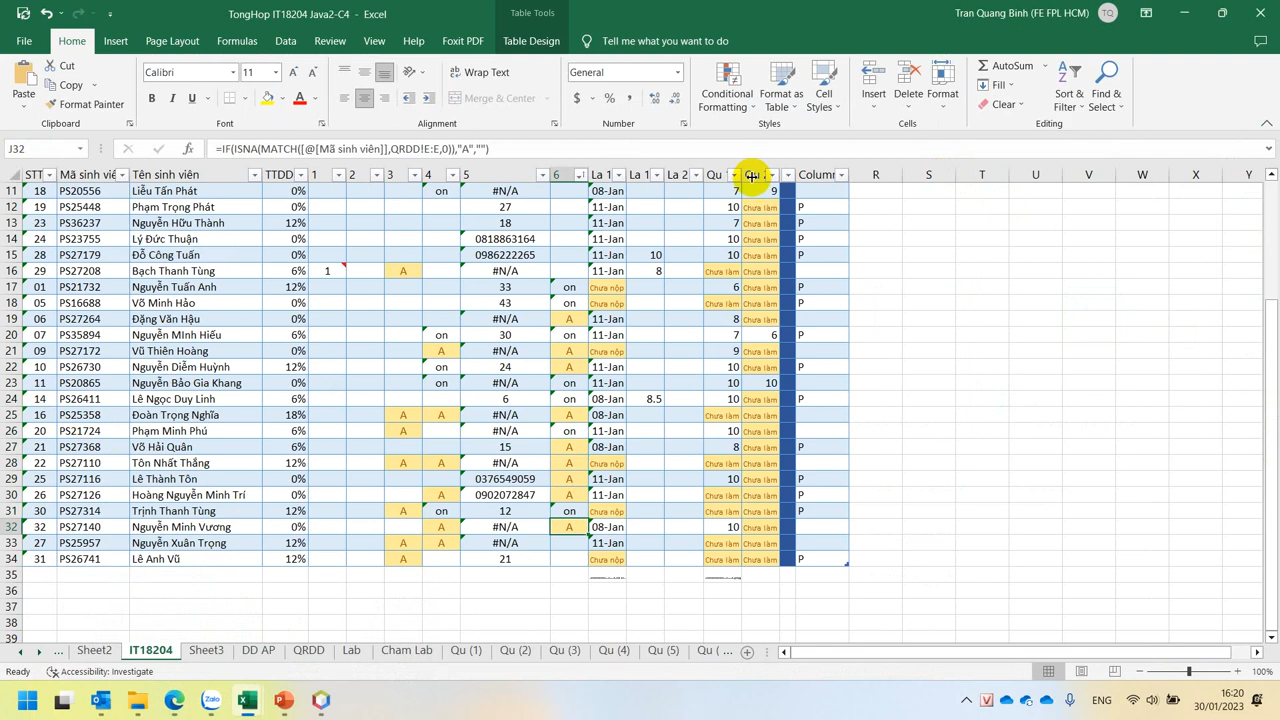 TongHop IT18204 Java2-C4 - Excel
Table Tools
Tran Quang Binh (FE FPL HCM) TQ
File Home Insert Page Layout Formulas Data Review View Help Foxit PDF Table Design Tell me what you want to do
Paste Cut Copy Format Painter Clipboard
Calibri 11 B I U A Font
Wrap Text Merge & Center Alignment
General $ % , Number
Conditional Formatting Format as Table Cell Styles Styles
Insert Delete Format Cells
AutoSum Fill Clear Sort & Filter Find & Select Editing
J32 fx =IF(ISNA(MATCH([@[Mã sinh viên]],QRDD!E:E,0)),"A","")
STT Mã sinh viê Tên sinh viên TTDD 1 2 3 4 5 6 La 1 La 1 La 2 Qu Qu 2 Column R S T U V W X Y
11 18 PS20556 Liễu Tấn Phát 0% on #N/A 08-Jan 7 9
12 19 PS25448 Phạm Trọng Phát 0% 27 11-Jan 10 Chưa làm P
13 23 PS36237 Nguyễn Hữu Thành 12% 18 11-Jan 7 Chưa làm P
14 24 PS23755 Lý Đức Thuận 0% 0818863164 11-Jan 10 Chưa làm P
15 28 PS27179 Đỗ Công Tuấn 0% 0986222265 11-Jan 10 10 Chưa làm P
16 29 PS27208 Bạch Thanh Tùng 6% 1 A #N/A 11-Jan 8 Chưa làm Chưa làm P
17 01 PS21732 Nguyễn Tuấn Anh 12% 33 on Chưa nộp 6 Chưa làm P
18 05 PS16688 Võ Minh Hảo 0% 43 on Chưa nộp Chưa làm Chưa làm P
19 06 PS27264 Đặng Văn Hậu 0% #N/A A 11-Jan 8 Chưa làm
20 07 PS35894 Nguyễn MInh Hiếu 6% on 30 on 11-Jan 7 6 P
21 09 PS27172 Vũ Thiên Hoàng 0% A #N/A A Chưa nộp 9 Chưa làm
22 10 PS26730 Nguyễn Diễm Huỳnh 12% on 24 A 11-Jan 10 Chưa làm P
23 11 PS20865 Nguyễn Bảo Gia Khang 0% on #N/A on 11-Jan 10 10
24 14 PS26411 Lê Ngọc Duy Linh 6% 6 on 08-Jan 8.5 10 Chưa làm P
25 16 PS25358 Đoàn Trọng Nghĩa 18% A A #N/A A 08-Jan Chưa làm Chưa làm
26 20 PS21724 Phạm Minh Phú 6% A #N/A on 11-Jan 10 Chưa làm
27 21 PS27368 Võ Hải Quân 6% 15 A 08-Jan 8 Chưa làm P
28 22 PS27110 Tôn Nhất Thắng 12% A A #N/A A Chưa nộp Chưa làm Chưa làm
29 25 PS27116 Lê Thành Tôn 12% 0376549059 A 11-Jan 10 Chưa làm P
30 26 PS27126 Hoàng Nguyễn Minh Trí 0% A 0902072847 A 11-Jan Chưa làm Chưa làm P
31 30 PS27314 Trịnh Thanh Tùng 12% A on 12 on Chưa nộp Chưa làm Chưa làm P
32 32 PS27140 Nguyễn Minh Vương 0% A #N/A A 08-Jan 10 Chưa làm
33 27 PS25957 Nguyễn Xuân Trọng 12% A A #N/A 11-Jan Chưa làm Chưa làm
34 31 PS26741 Lê Anh Vũ 12% A 21 Chưa nộp Chưa làm Chưa làm P
35
36
37
38
39
... Sheet2 IT18204 Sheet3 DD AP QRDD Lab Cham Lab Qu (1) Qu (2) Qu (3) Qu (4) Qu (5) Qu ( ...
Ready Accessibility: Investigate 100%
Zalo ENG 16:20
30/01/2023